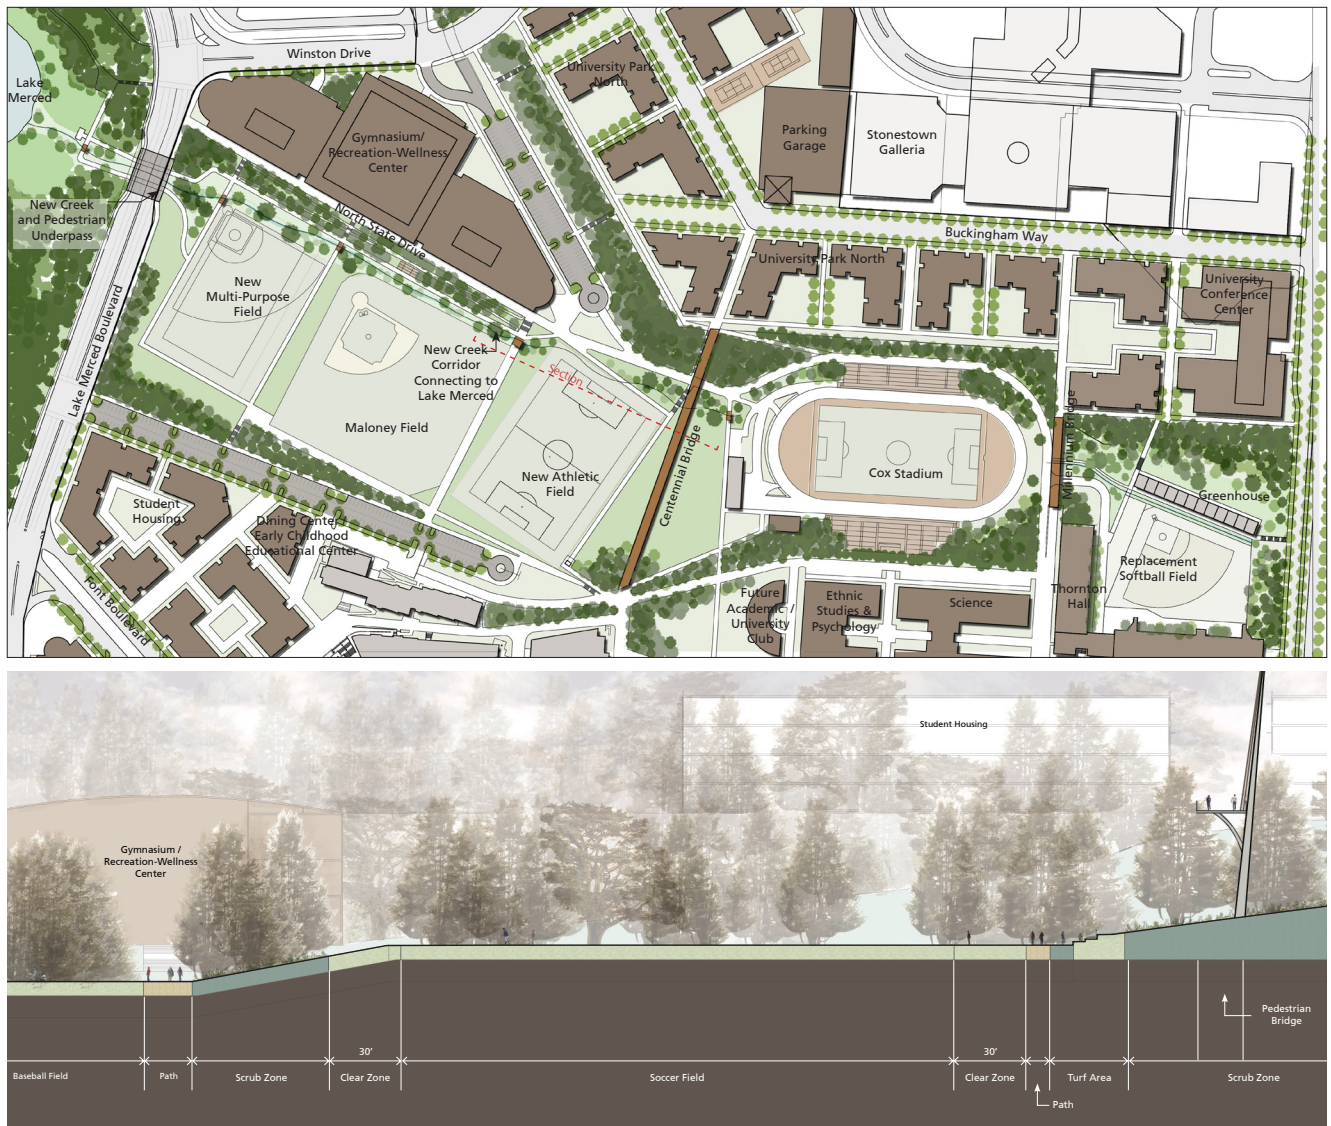 Winston Drive
Lake
Merced
University Park
North
Gymnasium/
Recreation-Wellness
Center
Parking
Garage
Stonestown
Galleria
New Creek
and Pedestrian
Underpass
North State Drive
Buckingham Way
University Park North
New
Multi-Purpose
Field
University
Conference
Center
Lake Merced Boulevard
New Creek
Corridor
Connecting to
Lake Merced
Section
Maloney Field
New Athletic
Field
Centennial Bridge
Cox Stadium
Millennium Bridge
Greenhouse
Student
Housing
Dining Center /
Early Childhood
Educational Center
Font Boulevard
Replacement
Softball Field
Thornton
Hall
Future
Academic /
University
Club
Ethnic
Studies &
Psychology
Science
Student Housing
Gymnasium /
Recreation-Wellness
Center
Pedestrian
Bridge
30'
30'
Baseball Field
Path
Scrub Zone
Clear Zone
Soccer Field
Clear Zone
Turf Area
Scrub Zone
Path